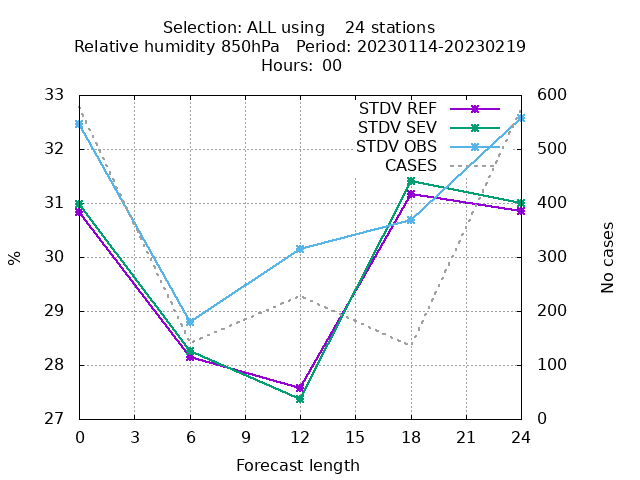 Selection: ALL using    24 stations
Relative humidity 850hPa   Period: 20230114-20230219
Hours: 00
33
32
31
30
29
28
27
%
STDV REF
STDV SEV
STDV OBS
CASES
600
500
400
300
200
100
0
No cases
0 3 6 9 12 15 18 21 24
Forecast length